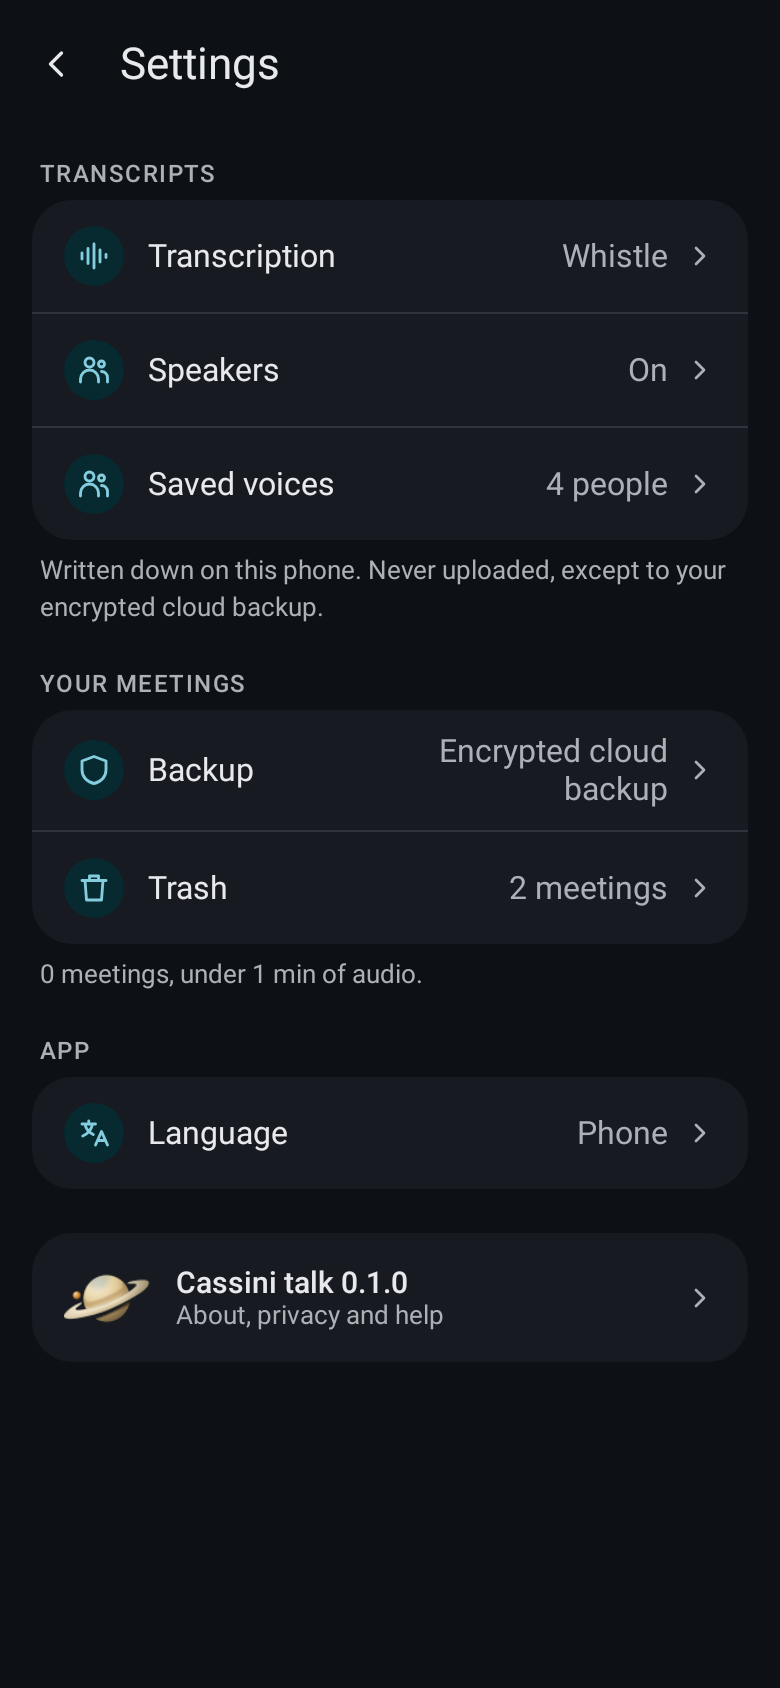 Settings
TRANSCRIPTS
Transcription
Whistle
Speakers
On
Saved voices
4 people
Written down on this phone. Never uploaded, except to your
encrypted cloud backup.
YOUR MEETINGS
Backup
Encrypted cloud
backup
Trash
2 meetings
0 meetings, under 1 min of audio.
APP
Language
Phone
Cassini talk 0.1.0
About, privacy and help